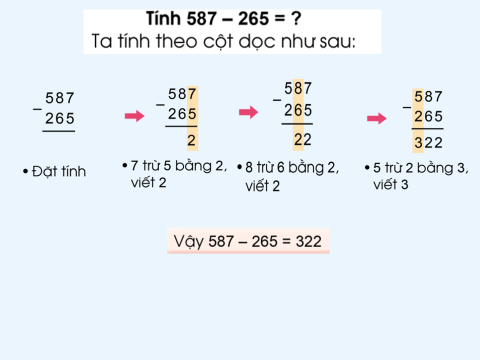 Tính 587 – 265 = ?
Ta tính theo cột dọc như sau:
– 587
265
– 587
265
2
– 587
265
22
– 587
265
322
• Đặt tính
• 7 trừ 5 bằng 2,
viết 2
• 8 trừ 6 bằng 2,
viết 2
• 5 trừ 2 bằng 3,
viết 3
Vậy 587 – 265 = 322